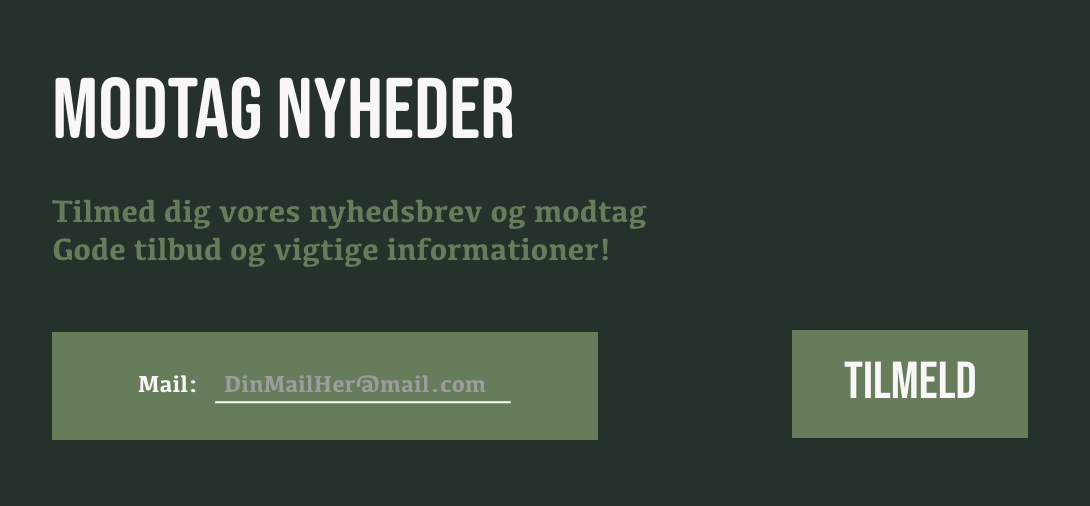 MODTAG NYHEDER
Tilmed dig vores nyhedsbrev og modtag
Gode tilbud og vigtige informationer!
Mail: DinMailHer@mail.com
TILMELD